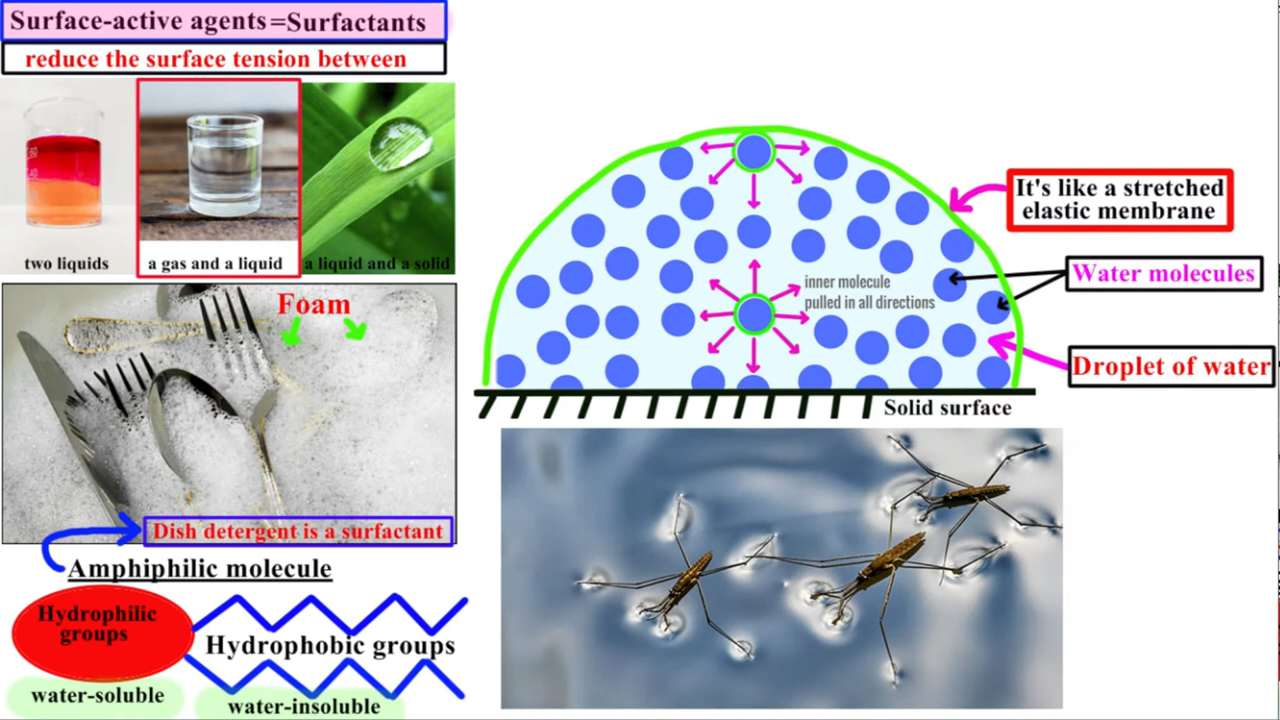 Surface-active agents=Surfactants
reduce the surface tension between
two liquids
a gas and a liquid
a liquid and a solid
Foam
Dish detergent is a surfactant
Amphiphilic molecule
Hydrophilic
groups
Hydrophobic groups
water-soluble
water-insoluble
It's like a stretched
elastic membrane
Water molecules
inner molecule
pulled in all directions
Droplet of water
Solid surface